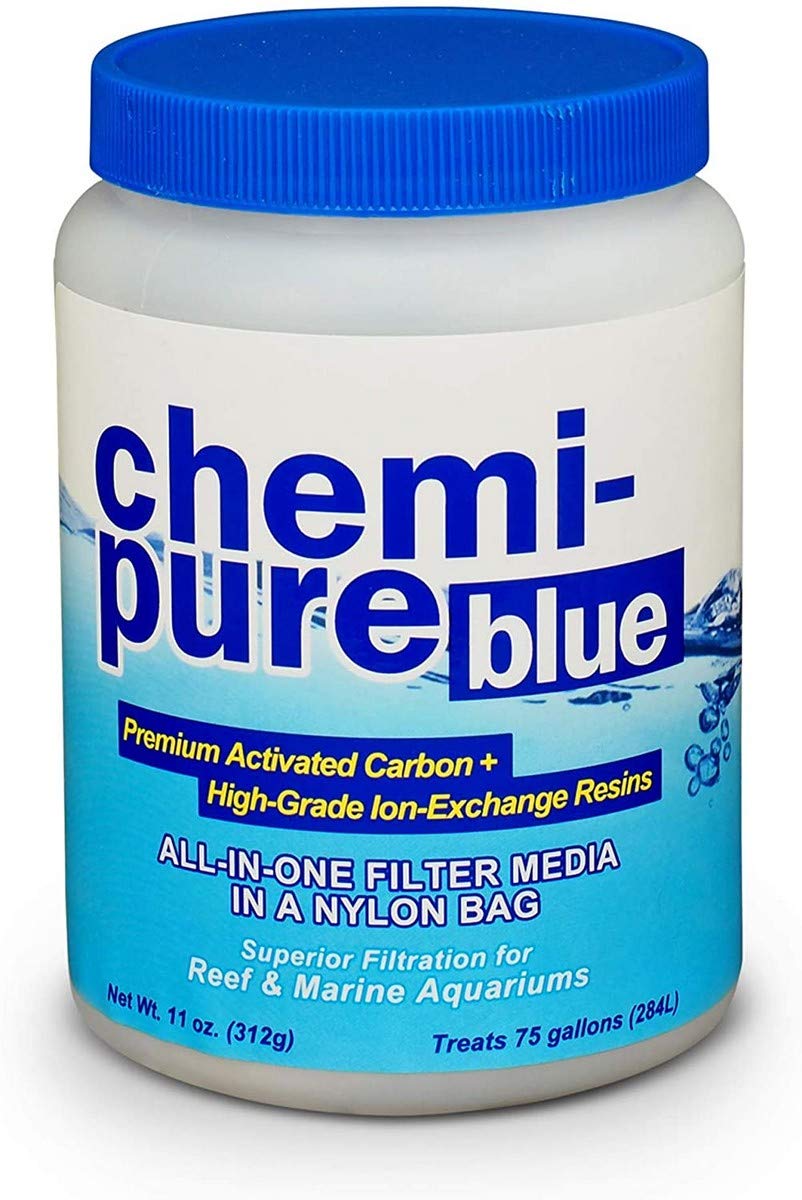 chemi-
pure blue
Premium Activated Carbon +
High-Grade Ion-Exchange Resins
ALL-IN-ONE FILTER MEDIA
IN A NYLON BAG
Superior Filtration for
Reef & Marine Aquariums
Net Wt. 11 oz. (312g)
Treats 75 gallons (284L)